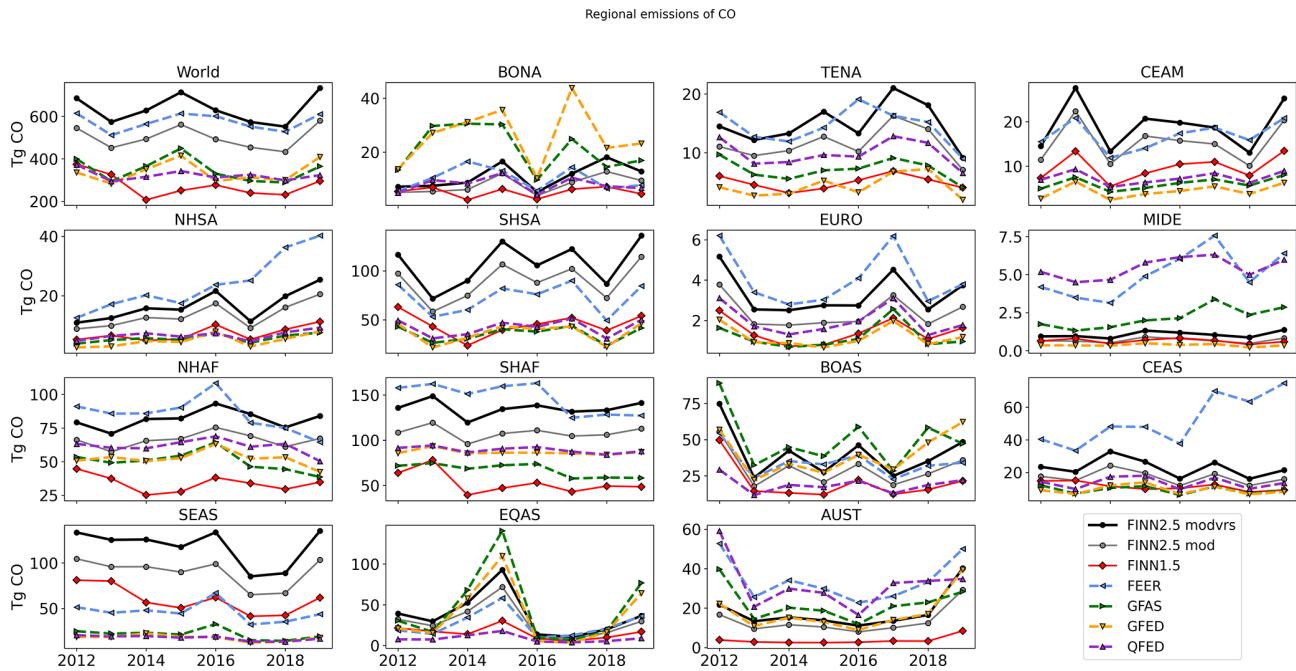 Regional emissions of CO
World BONA TENA CEAM
Tg CO
600
400
200
40
20
20
10
20
10
NHSA SHSA EURO MIDE
Tg CO
40
20
100
50
6
4
2
7.5
5.0
2.5
0.0
NHAF SHAF BOAS CEAS
Tg CO
100
75
50
25
150
100
50
75
50
25
0
60
40
20
0
SEAS EQAS AUST
Tg CO
100
50
100
50
0
60
40
20
0
2012 2014 2016 2018
2012 2014 2016 2018
2012 2014 2016 2018
FINN2.5 modvrs
FINN2.5 mod
FINN1.5
FEER
GFAS
GFED
QFED